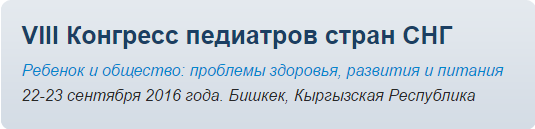 VIII Конгресс педиатров стран СНГ
Ребенок и общество: проблемы здоровья, развития и питания
22-23 сентября 2016 года. Бишкек, Кыргызская Республика